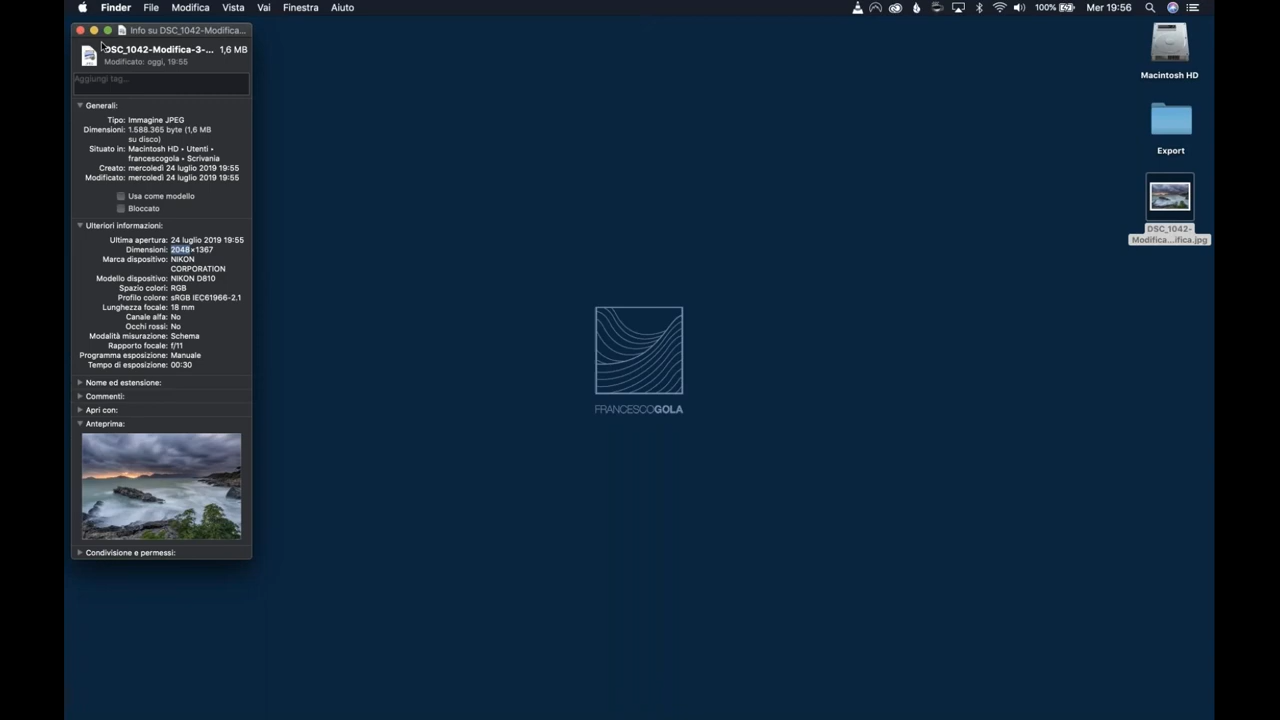 Finder File Modifica Vista Vai Finestra Aiuto 100% Mer 19:56
Info su DSC_1042-Modifica...
DSC_1042-Modifica-3-... 1,6 MB
Modificato: oggi, 19:55
Aggiungi tag...
Generali:
Tipo: Immagine JPEG
Dimensioni: 1.588.365 byte (1,6 MB
su disco)
Situato in: Macintosh HD • Utenti •
francescogola • Scrivania
Creato: mercoledì 24 luglio 2019 19:55
Modificato: mercoledì 24 luglio 2019 19:55
Usa come modello
Bloccato
Ulteriori informazioni:
Ultima apertura: 24 luglio 2019 19:55
Dimensioni: 2048×1367
Marca dispositivo: NIKON
CORPORATION
Modello dispositivo: NIKON D810
Spazio colori: RGB
Profilo colore: sRGB IEC61966-2.1
Lunghezza focale: 18 mm
Canale alfa: No
Occhi rossi: No
Modalità misurazione: Schema
Rapporto focale: f/11
Programma esposizione: Manuale
Tempo di esposizione: 00:30
Nome ed estensione:
Commenti:
Apri con:
Anteprima:
Condivisione e permessi:
FRANCESCOGOLA
Macintosh HD
Export
DSC_1042-
Modifica...ifica.jpg